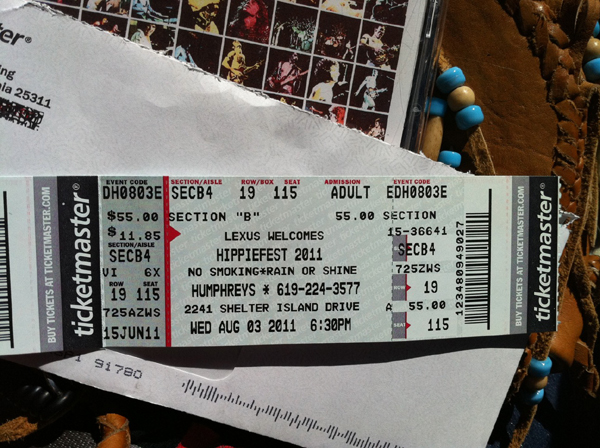 ster®
ing
nia 25311
BUY TICKETS AT TICKETMASTER.COM
ticketmaster®
EVENT CODE SECTION/AISLE ROW/BOX SEAT ADMISSION EVENT CODE
DH0803E SECB4 19 115 ADULT EDH0803E
$55.00 SECTION "B" 55.00 SECTION
$11.85 LEXUS WELCOMES 15-36641
SECTION/AISLE
SECB4 HIPPIEFEST 2011 SECB4
VI 6X NO SMOKING*RAIN OR SHINE 725ZWS
ROW/BOX SEAT
19 115 HUMPHREYS * 619-224-3577 ROW 19
725AZWS 2241 SHELTER ISLAND DRIVE A 55.00
15JUN11 WED AUG 03 2011 6:30PM SEAT 115
1234809490027
BUY TICKETS AT TICKETMASTER.COM
ticketmaster®
91780